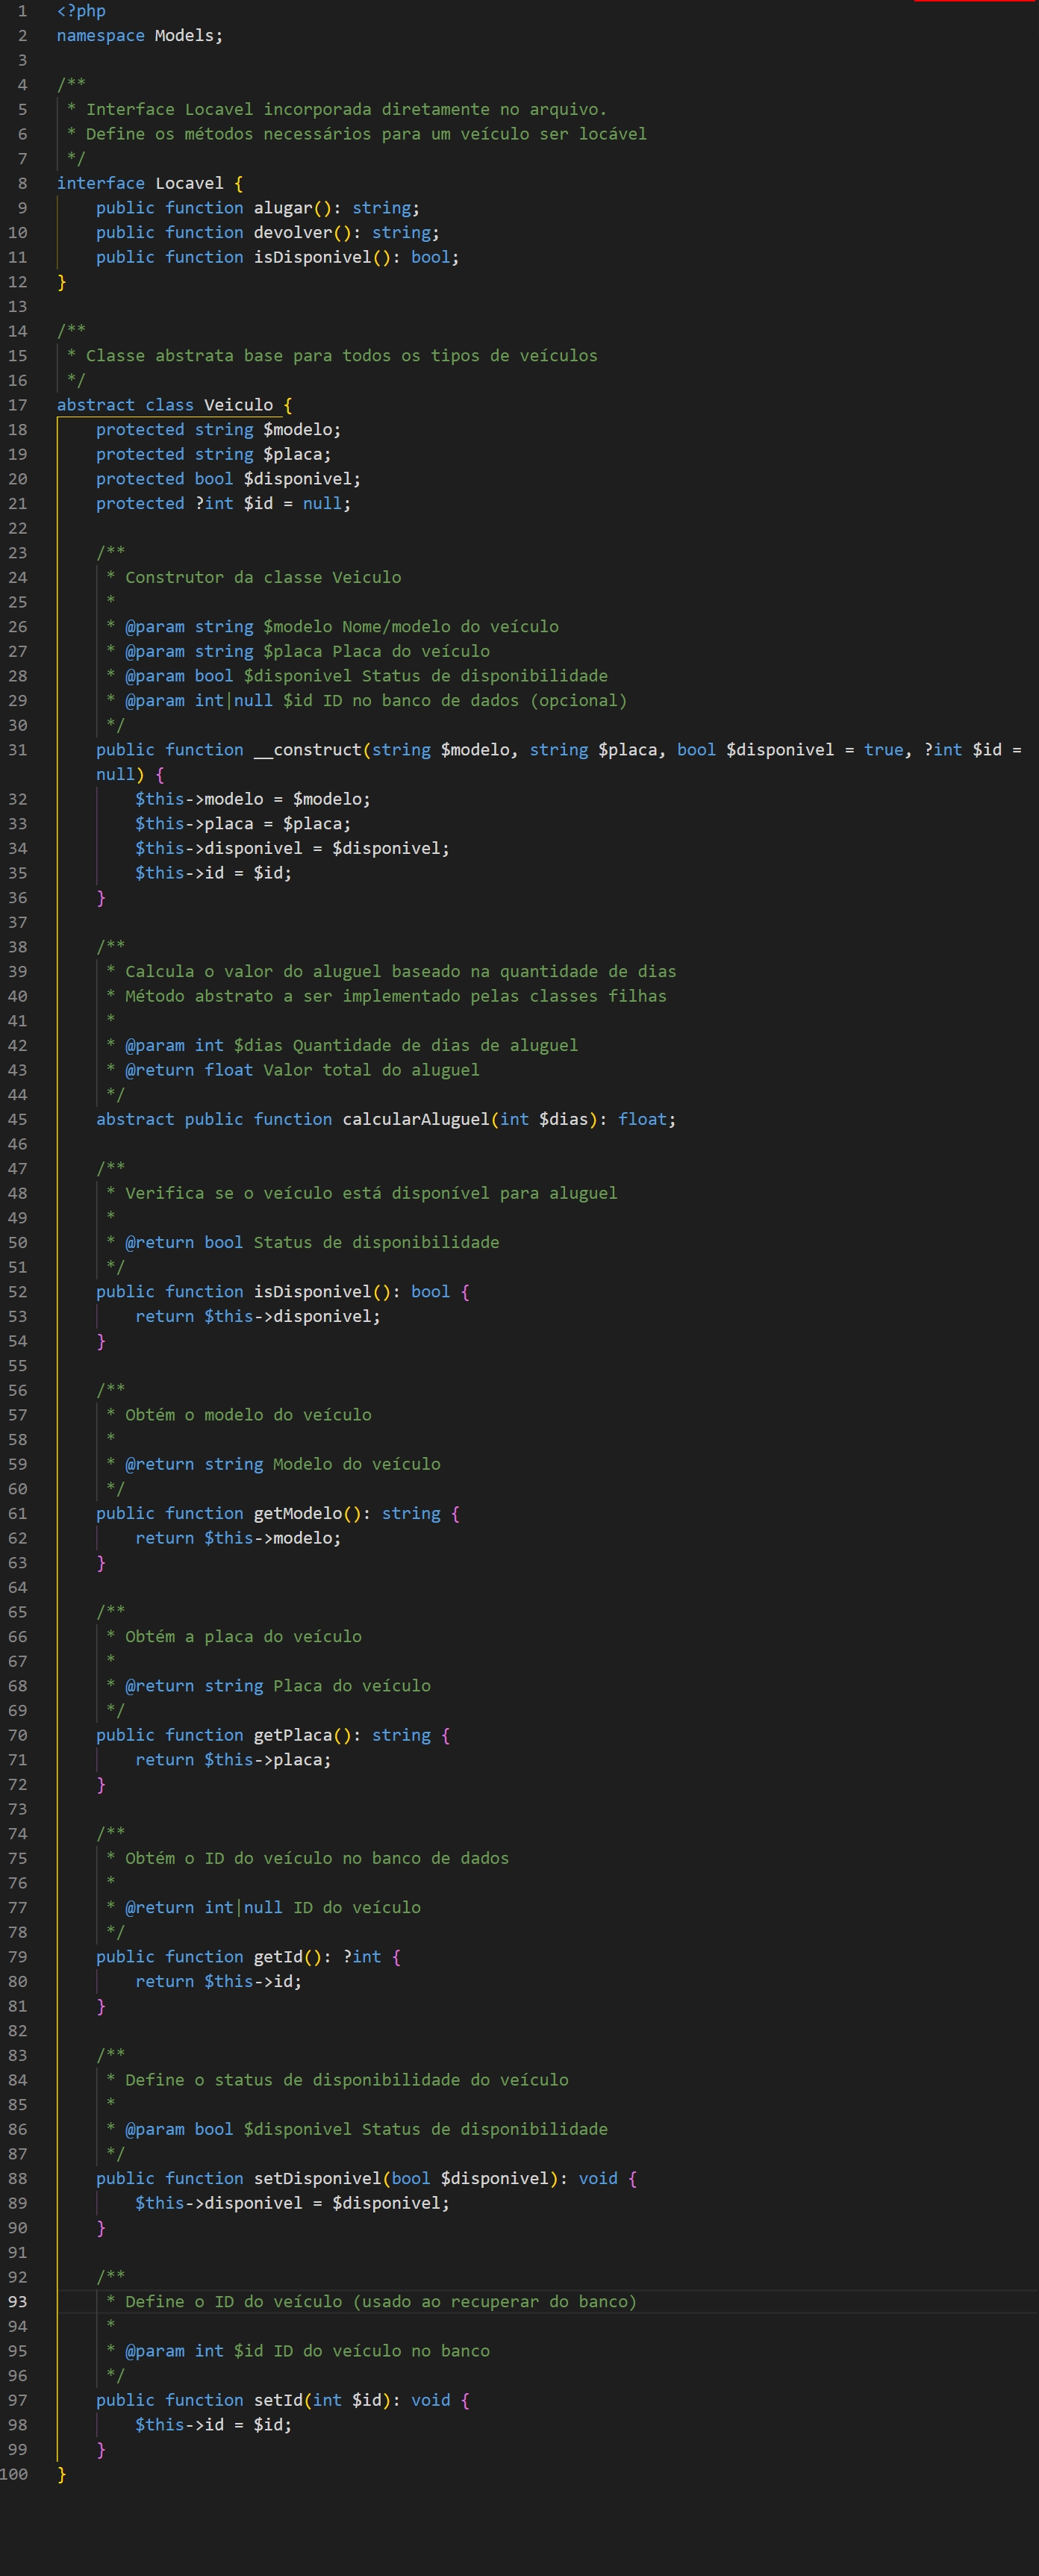 1 <?php
2 namespace Models;
3
4 /**
5  * Interface Locavel incorporada diretamente no arquivo.
6  * Define os métodos necessários para um veículo ser locável
7  */
8 interface Locavel {
9     public function alugar(): string;
10     public function devolver(): string;
11     public function isDisponivel(): bool;
12 }
13
14 /**
15  * Classe abstrata base para todos os tipos de veículos
16  */
17 abstract class Veiculo {
18     protected string $modelo;
19     protected string $placa;
20     protected bool $disponivel;
21     protected ?int $id = null;
22
23     /**
24      * Construtor da classe Veiculo
25      *
26      * @param string $modelo Nome/modelo do veículo
27      * @param string $placa Placa do veículo
28      * @param bool $disponivel Status de disponibilidade
29      * @param int|null $id ID no banco de dados (opcional)
30      */
31     public function __construct(string $modelo, string $placa, bool $disponivel = true, ?int $id =
    null) {
32         $this->modelo = $modelo;
33         $this->placa = $placa;
34         $this->disponivel = $disponivel;
35         $this->id = $id;
36     }
37
38     /**
39      * Calcula o valor do aluguel baseado na quantidade de dias
40      * Método abstrato a ser implementado pelas classes filhas
41      *
42      * @param int $dias Quantidade de dias de aluguel
43      * @return float Valor total do aluguel
44      */
45     abstract public function calcularAluguel(int $dias): float;
46
47     /**
48      * Verifica se o veículo está disponível para aluguel
49      *
50      * @return bool Status de disponibilidade
51      */
52     public function isDisponivel(): bool {
53         return $this->disponivel;
54     }
55
56     /**
57      * Obtém o modelo do veículo
58      *
59      * @return string Modelo do veículo
60      */
61     public function getModelo(): string {
62         return $this->modelo;
63     }
64
65     /**
66      * Obtém a placa do veículo
67      *
68      * @return string Placa do veículo
69      */
70     public function getPlaca(): string {
71         return $this->placa;
72     }
73
74     /**
75      * Obtém o ID do veículo no banco de dados
76      *
77      * @return int|null ID do veículo
78      */
79     public function getId(): ?int {
80         return $this->id;
81     }
82
83     /**
84      * Define o status de disponibilidade do veículo
85      *
86      * @param bool $disponivel Status de disponibilidade
87      */
88     public function setDisponivel(bool $disponivel): void {
89         $this->disponivel = $disponivel;
90     }
91
92     /**
93      * Define o ID do veículo (usado ao recuperar do banco)
94      *
95      * @param int $id ID do veículo no banco
96      */
97     public function setId(int $id): void {
98         $this->id = $id;
99     }
100 }